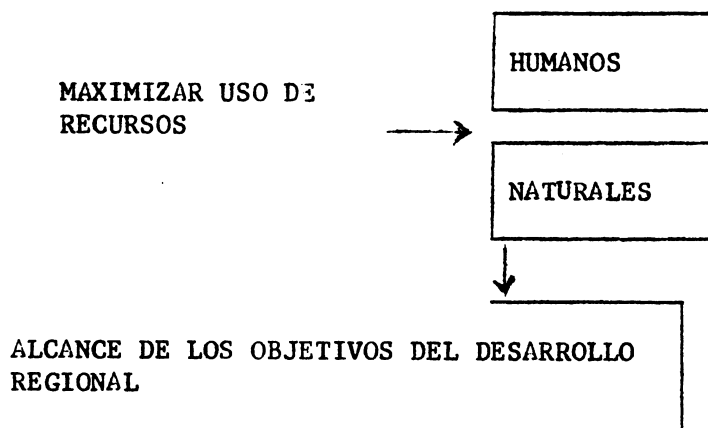 HUMANOS
MAXIMIZAR USO DE
RECURSOS
NATURALES
ALCANCE DE LOS OBJETIVOS DEL DESARROLLO
REGIONAL